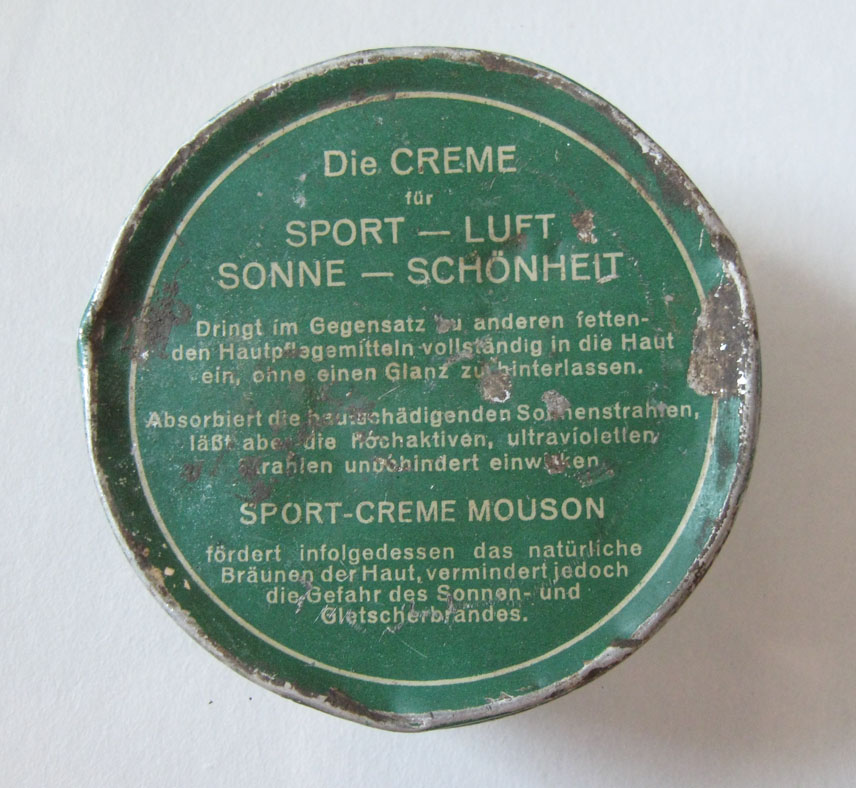 Die CREME
für
SPORT — LUFT
SONNE — SCHÖNHEIT
Dringt im Gegensatz zu anderen fetten-
den Hautpflegemitteln vollständig in die Haut
ein, ohne einen Glanz zu hinterlassen.
Absorbiert die hautschädigenden Sonnenstrahlen,
läßt aber die hochaktiven, ultravioletten
Strahlen ungehindert einwirken
SPORT-CREME MOUSON
fördert infolgedessen das natürliche
Bräunen der Haut, vermindert jedoch
die Gefahr des Sonnen- und
Gletscherbrandes.